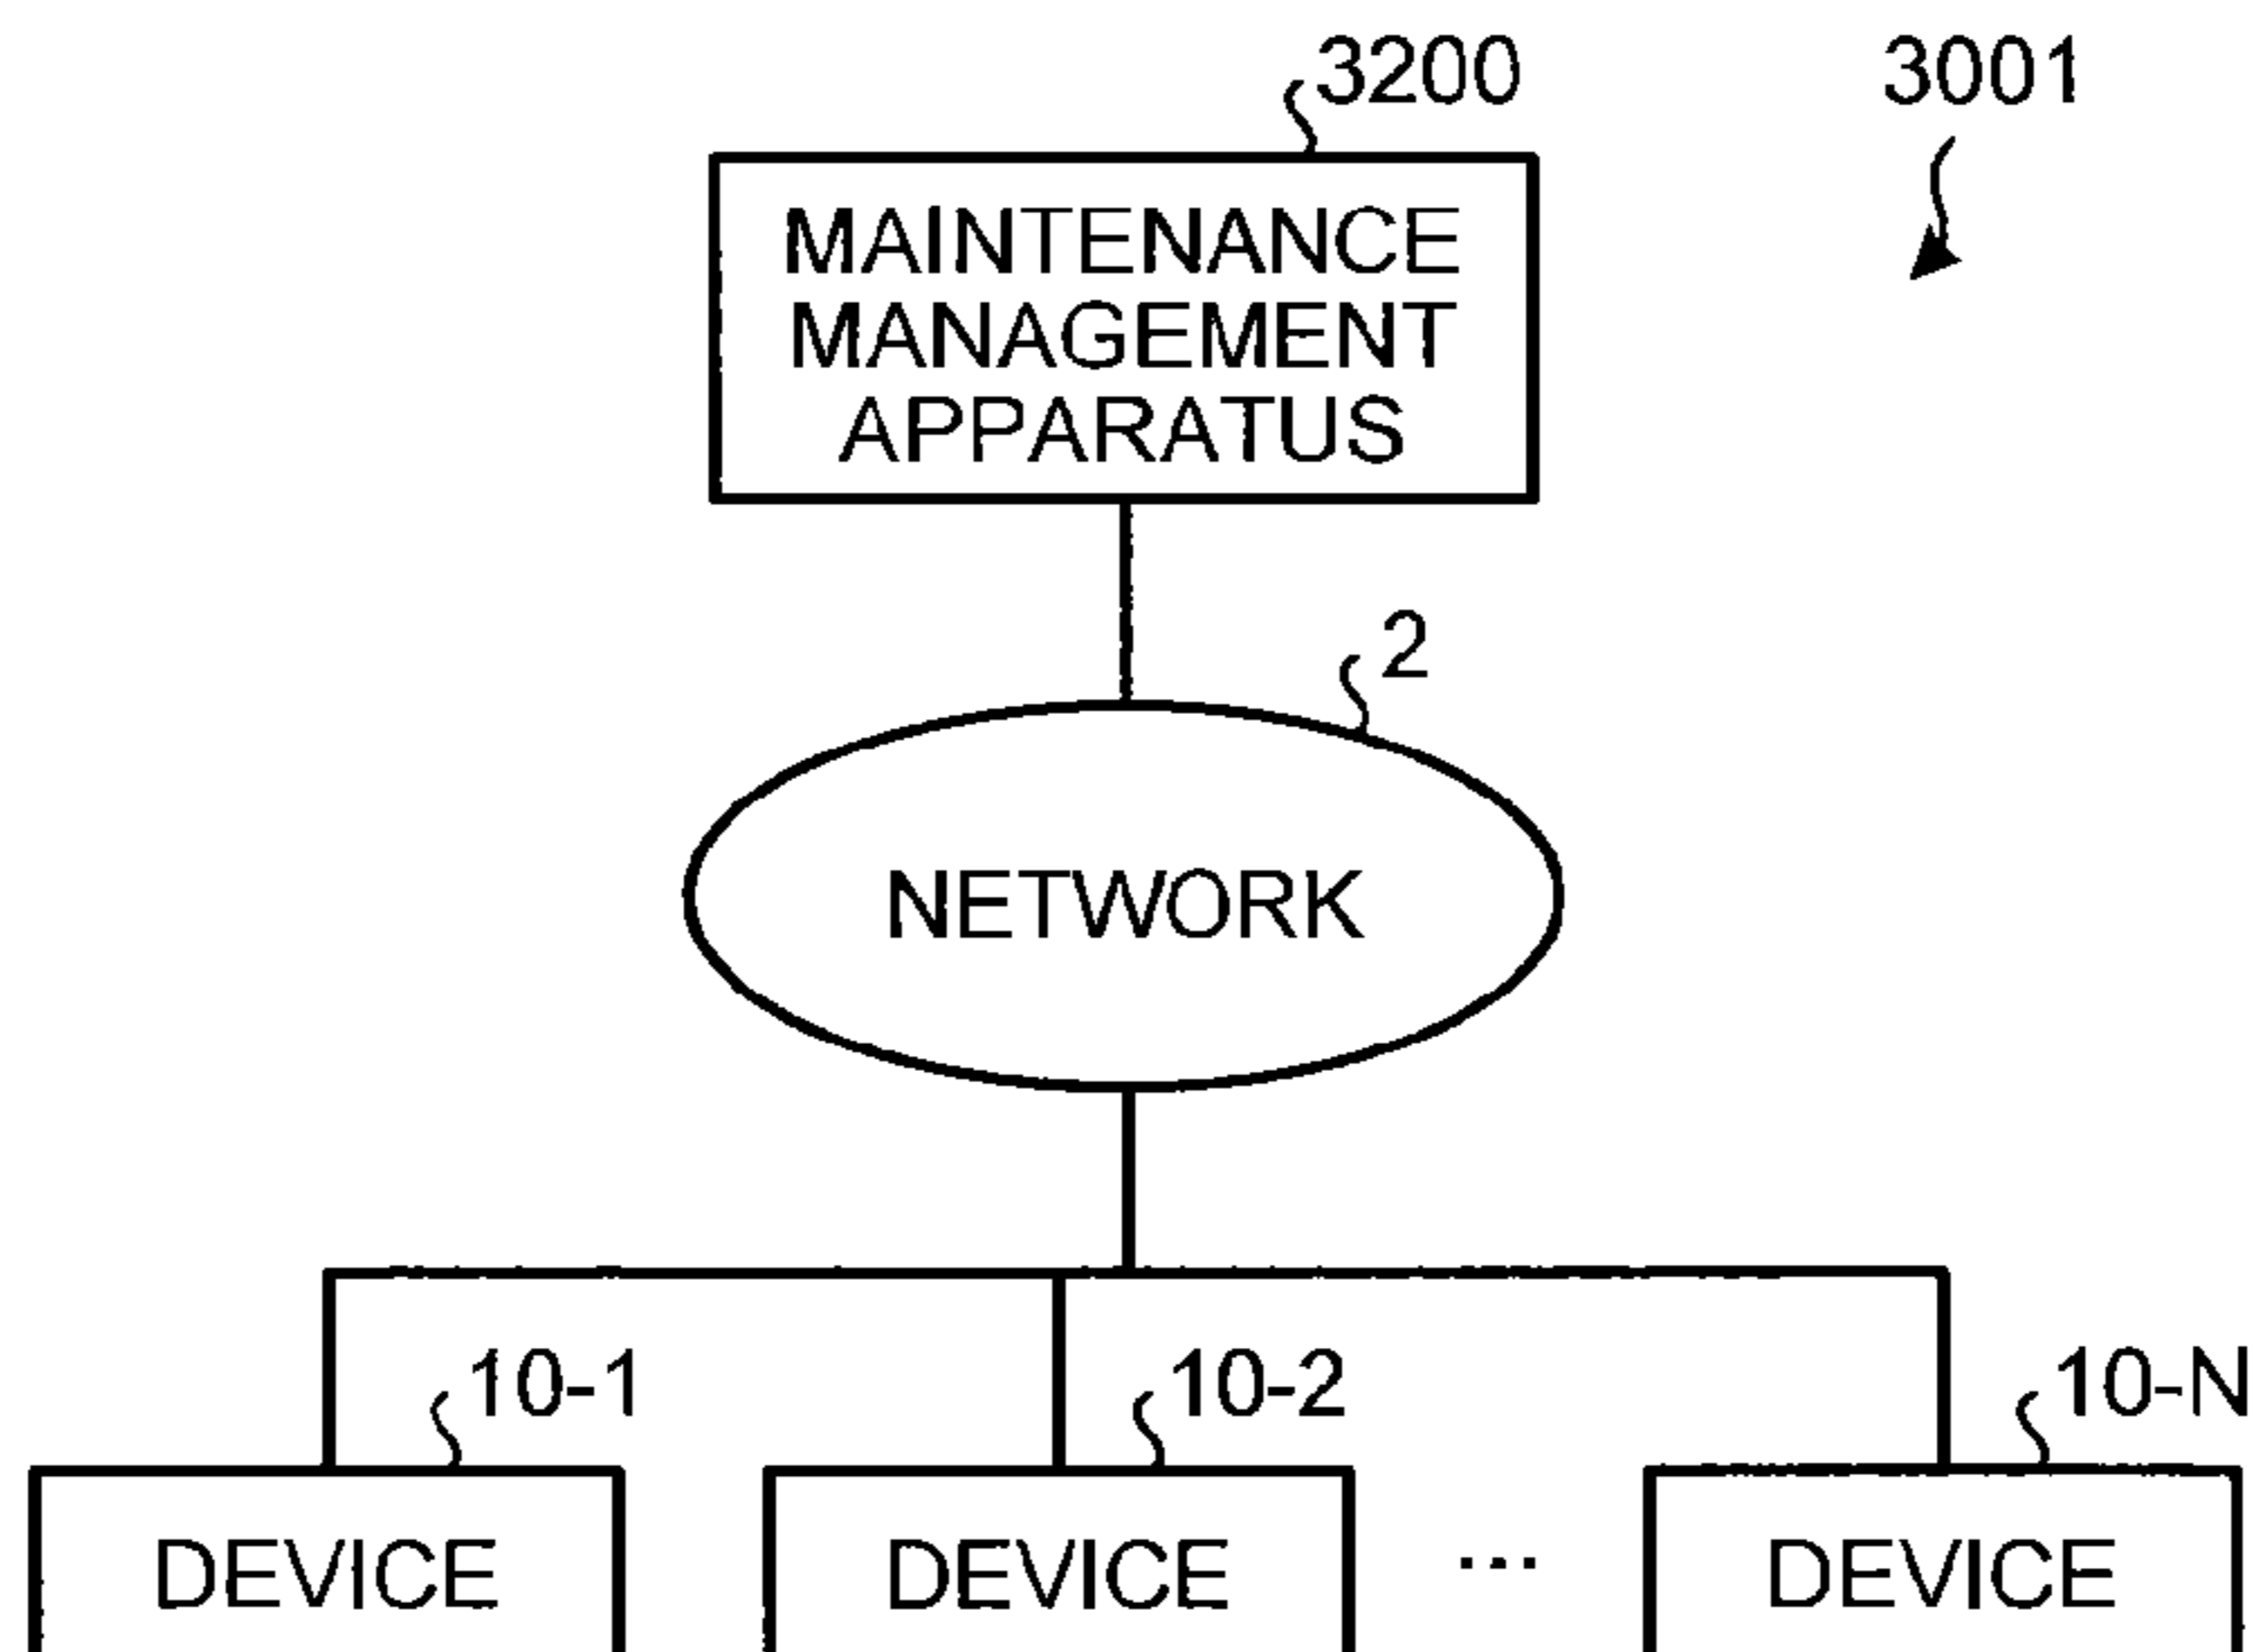 3200
3001
MAINTENANCE
MANAGEMENT
APPARATUS
2
NETWORK
10-1
10-2
10-N
DEVICE
DEVICE
...
DEVICE